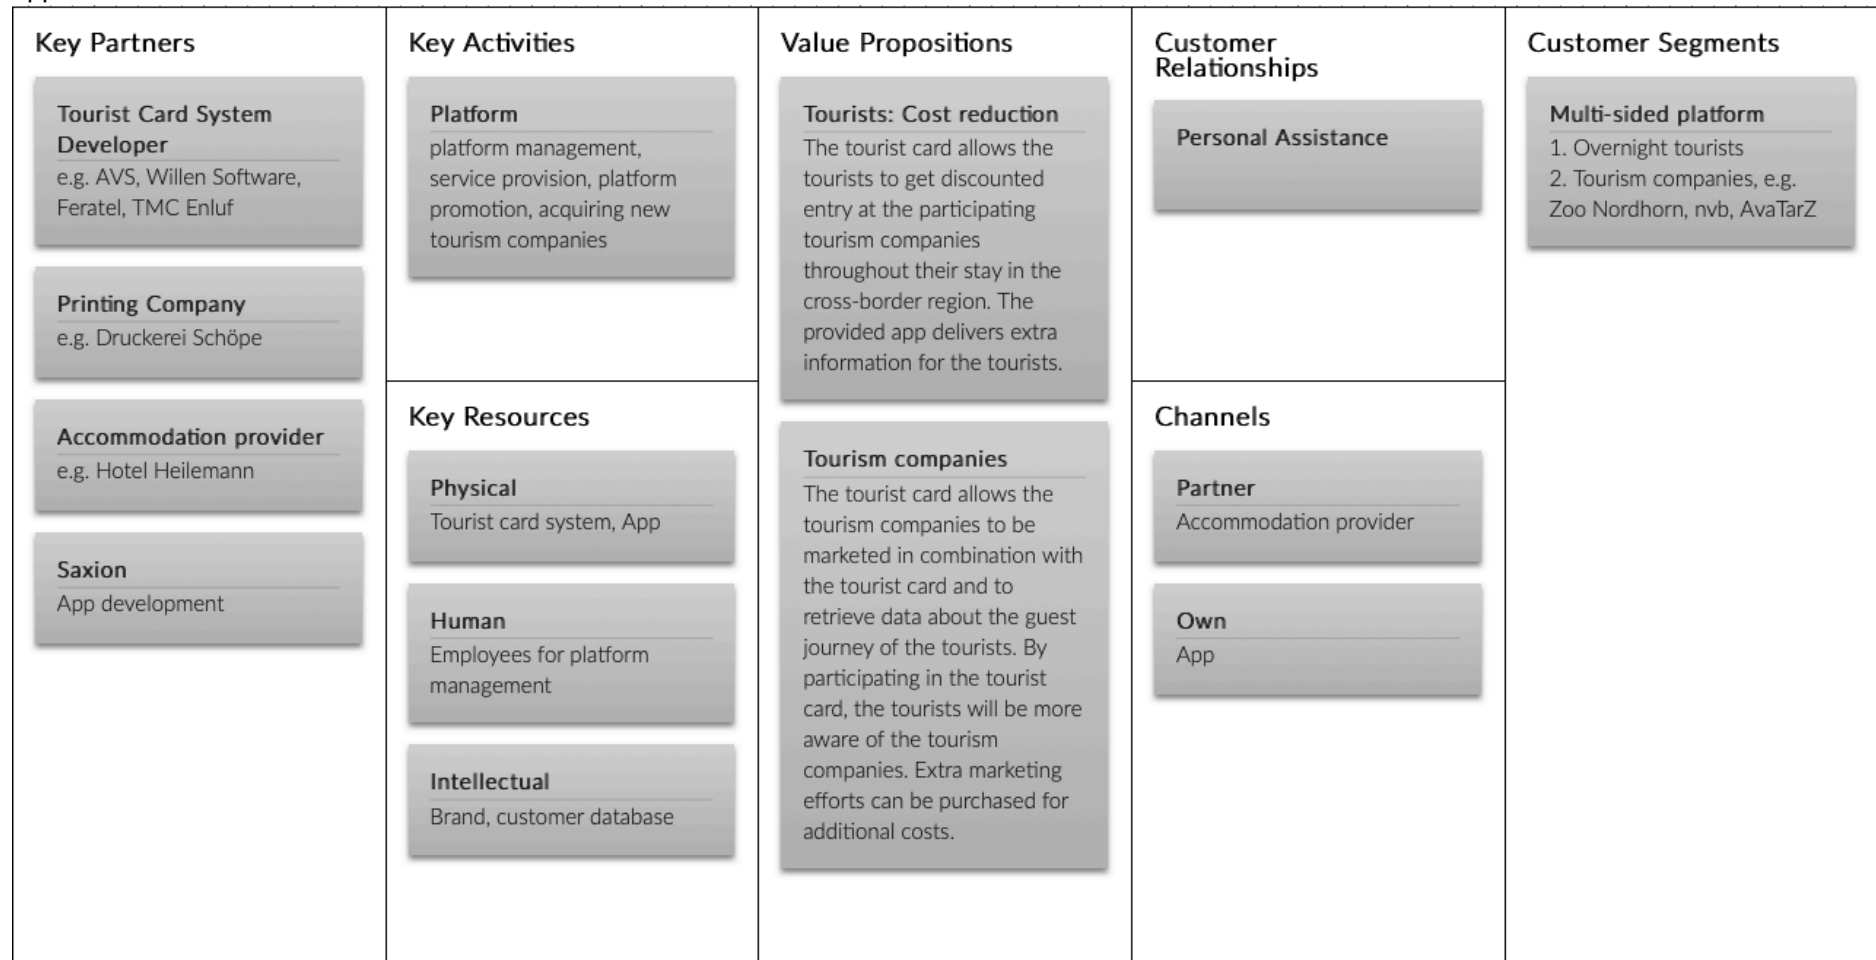 Key Partners
Tourist Card System
Developer
e.g. AVS, Willen Software,
Feratel, TMC Enluf
Printing Company
e.g. Druckerei Schöpe
Accommodation provider
e.g. Hotel Heilemann
Saxion
App development
Key Activities
Platform
platform management,
service provision, platform
promotion, acquiring new
tourism companies
Key Resources
Physical
Tourist card system, App
Human
Employees for platform
management
Intellectual
Brand, customer database
Value Propositions
Tourists: Cost reduction
The tourist card allows the
tourists to get discounted
entry at the participating
tourism companies
throughout their stay in the
cross-border region. The
provided app delivers extra
information for the tourists.
Tourism companies
The tourist card allows the
tourism companies to be
marketed in combination with
the tourist card and to
retrieve data about the guest
journey of the tourists. By
participating in the tourist
card, the tourists will be more
aware of the tourism
companies. Extra marketing
efforts can be purchased for
additional costs.
Customer
Relationships
Personal Assistance
Channels
Partner
Accommodation provider
Own
App
Customer Segments
Multi-sided platform
1. Overnight tourists
2. Tourism companies, e.g.
Zoo Nordhorn, nvb, AvaTarZ